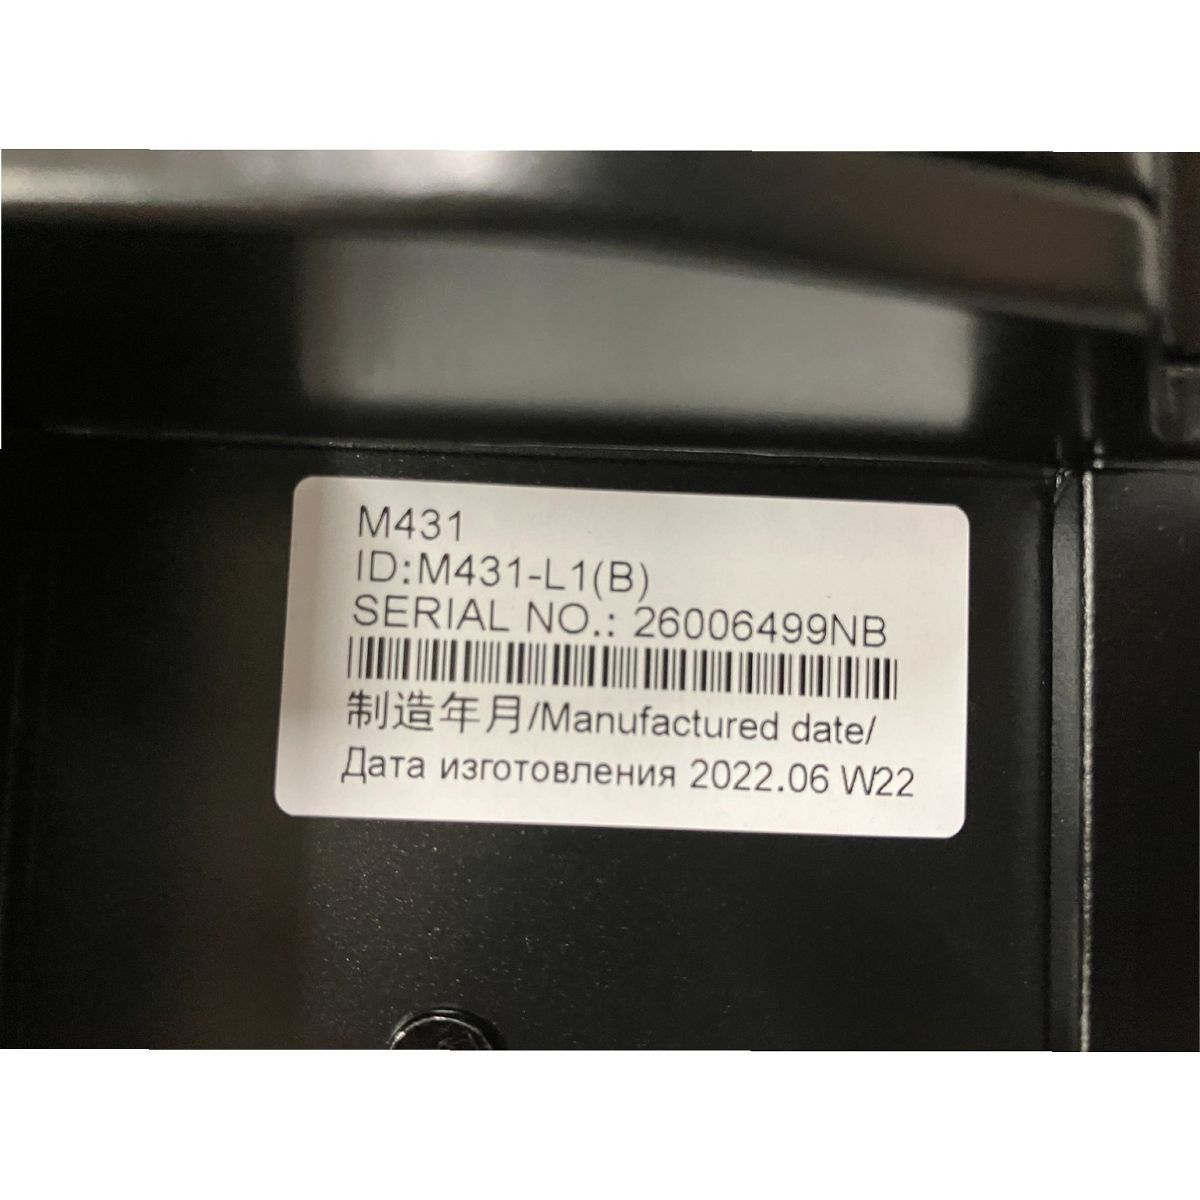 M431
ID:M431-L1(B)
SERIAL NO.: 26006499NB
制造年月/Manufactured date/
Дата изготовления 2022.06 W22